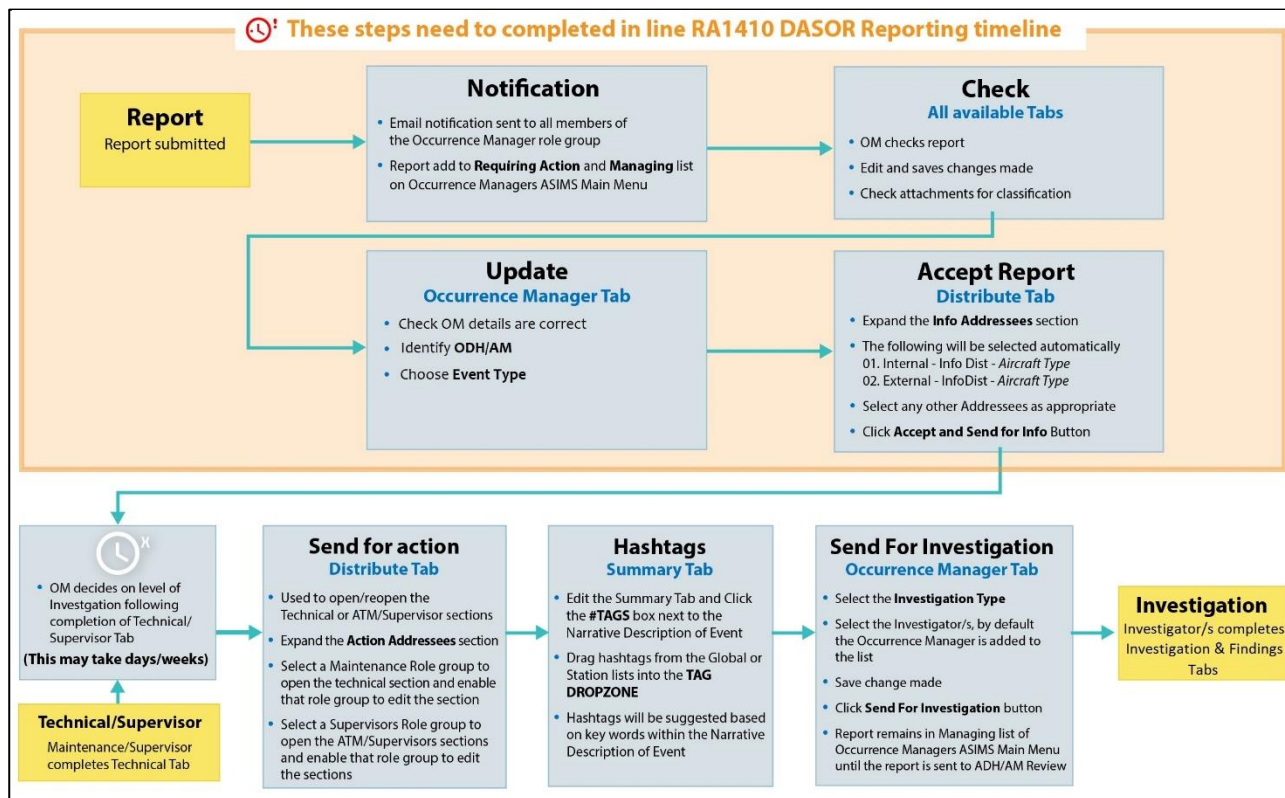 These steps need to completed in line RA1410 DASOR Reporting timeline
Report
Report submitted
Notification
• Email notification sent to all members of
the Occurrence Manager role group
• Report add to Requiring Action and Managing list
on Occurrence Managers ASIMS Main Menu
Check
All available Tabs
• OM checks report
• Edit and saves changes made
• Check attachments for classification
Update
Occurrence Manager Tab
• Check OM details are correct
• Identify ODH/AM
• Choose Event Type
Accept Report
Distribute Tab
• Expand the Info Addressees section
• The following will be selected automatically
01. Internal - Info Dist - Aircraft Type
02. External - InfoDist - Aircraft Type
• Select any other Addressees as appropriate
• Click Accept and Send for Info Button
• OM decides on level of
Investgation following
completion of Technical/
Supervisor Tab
(This may take days/weeks)
Technical/Supervisor
Maintenance/Supervisor
completes Technical Tab
Send for action
Distribute Tab
• Used to open/reopen the
Technical or ATM/Supervisor sections
• Expand the Action Addressees section
• Select a Maintenance Role group to
open the technical section and enable
that role group to edit the section
• Select a Supervisors Role group to
open the ATM/Supervisors sections
and enable that role group to edit
the sections
Hashtags
Summary Tab
• Edit the Summary Tab and Click
the #TAGS box next to the
Narrative Description of Event
• Drag hashtags from the Global or
Station lists into the TAG
DROPZONE
• Hashtags will be suggested based
on key words within the Narrative
Description of Event
Send For Investigation
Occurrence Manager Tab
• Select the Investigation Type
• Select the Investigator/s, by default
the Occurrence Manager is added to
the list
• Save change made
• Click Send For Investigation button
• Report remains in Managing list of
Occurrence Managers ASIMS Main Menu
until the report is sent to ADH/AM Review
Investigation
Investigator/s completes
Investigation & Findings
Tabs